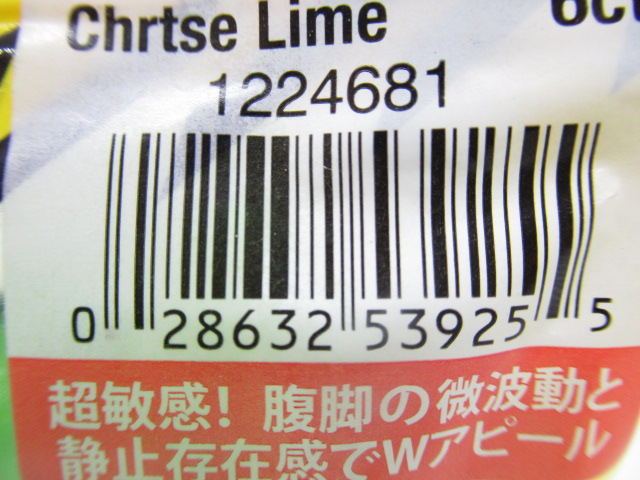 Chrtse Lime
1224681
0 28632 53925 5
超敏感！腹脚の微波動と
静止存在感でWアピール